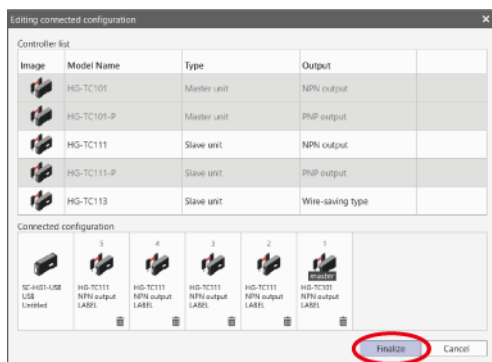 Editing connected configuration
Controller list
Image Model Name Type Output
HG-TC101 Master unit NPN output
HG-TC101-P Master unit PNP output
HG-TC111 Slave unit NPN output
HG-TC111-P Slave unit PNP output
HG-TC113 Slave unit Wire-saving type
Connected configuration
5 4 3 2 1
master
SC-HG1-USB HG-TC111 HG-TC111 HG-TC111 HG-TC111 HG-TC101
USB NPN output NPN output NPN output NPN output NPN output
Untitled LABEL LABEL LABEL LABEL LABEL
Finalize Cancel